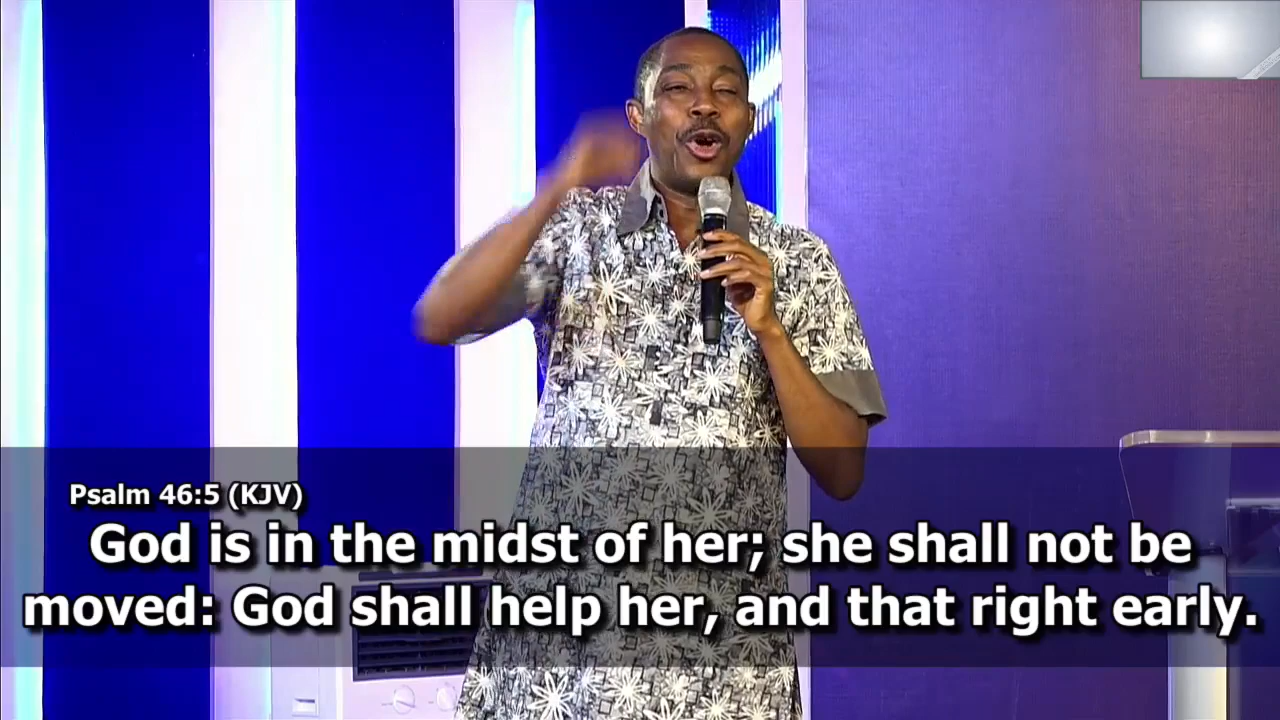 Psalm 46:5 (KJV)
God is in the midst of her; she shall not be
moved: God shall help her, and that right early.